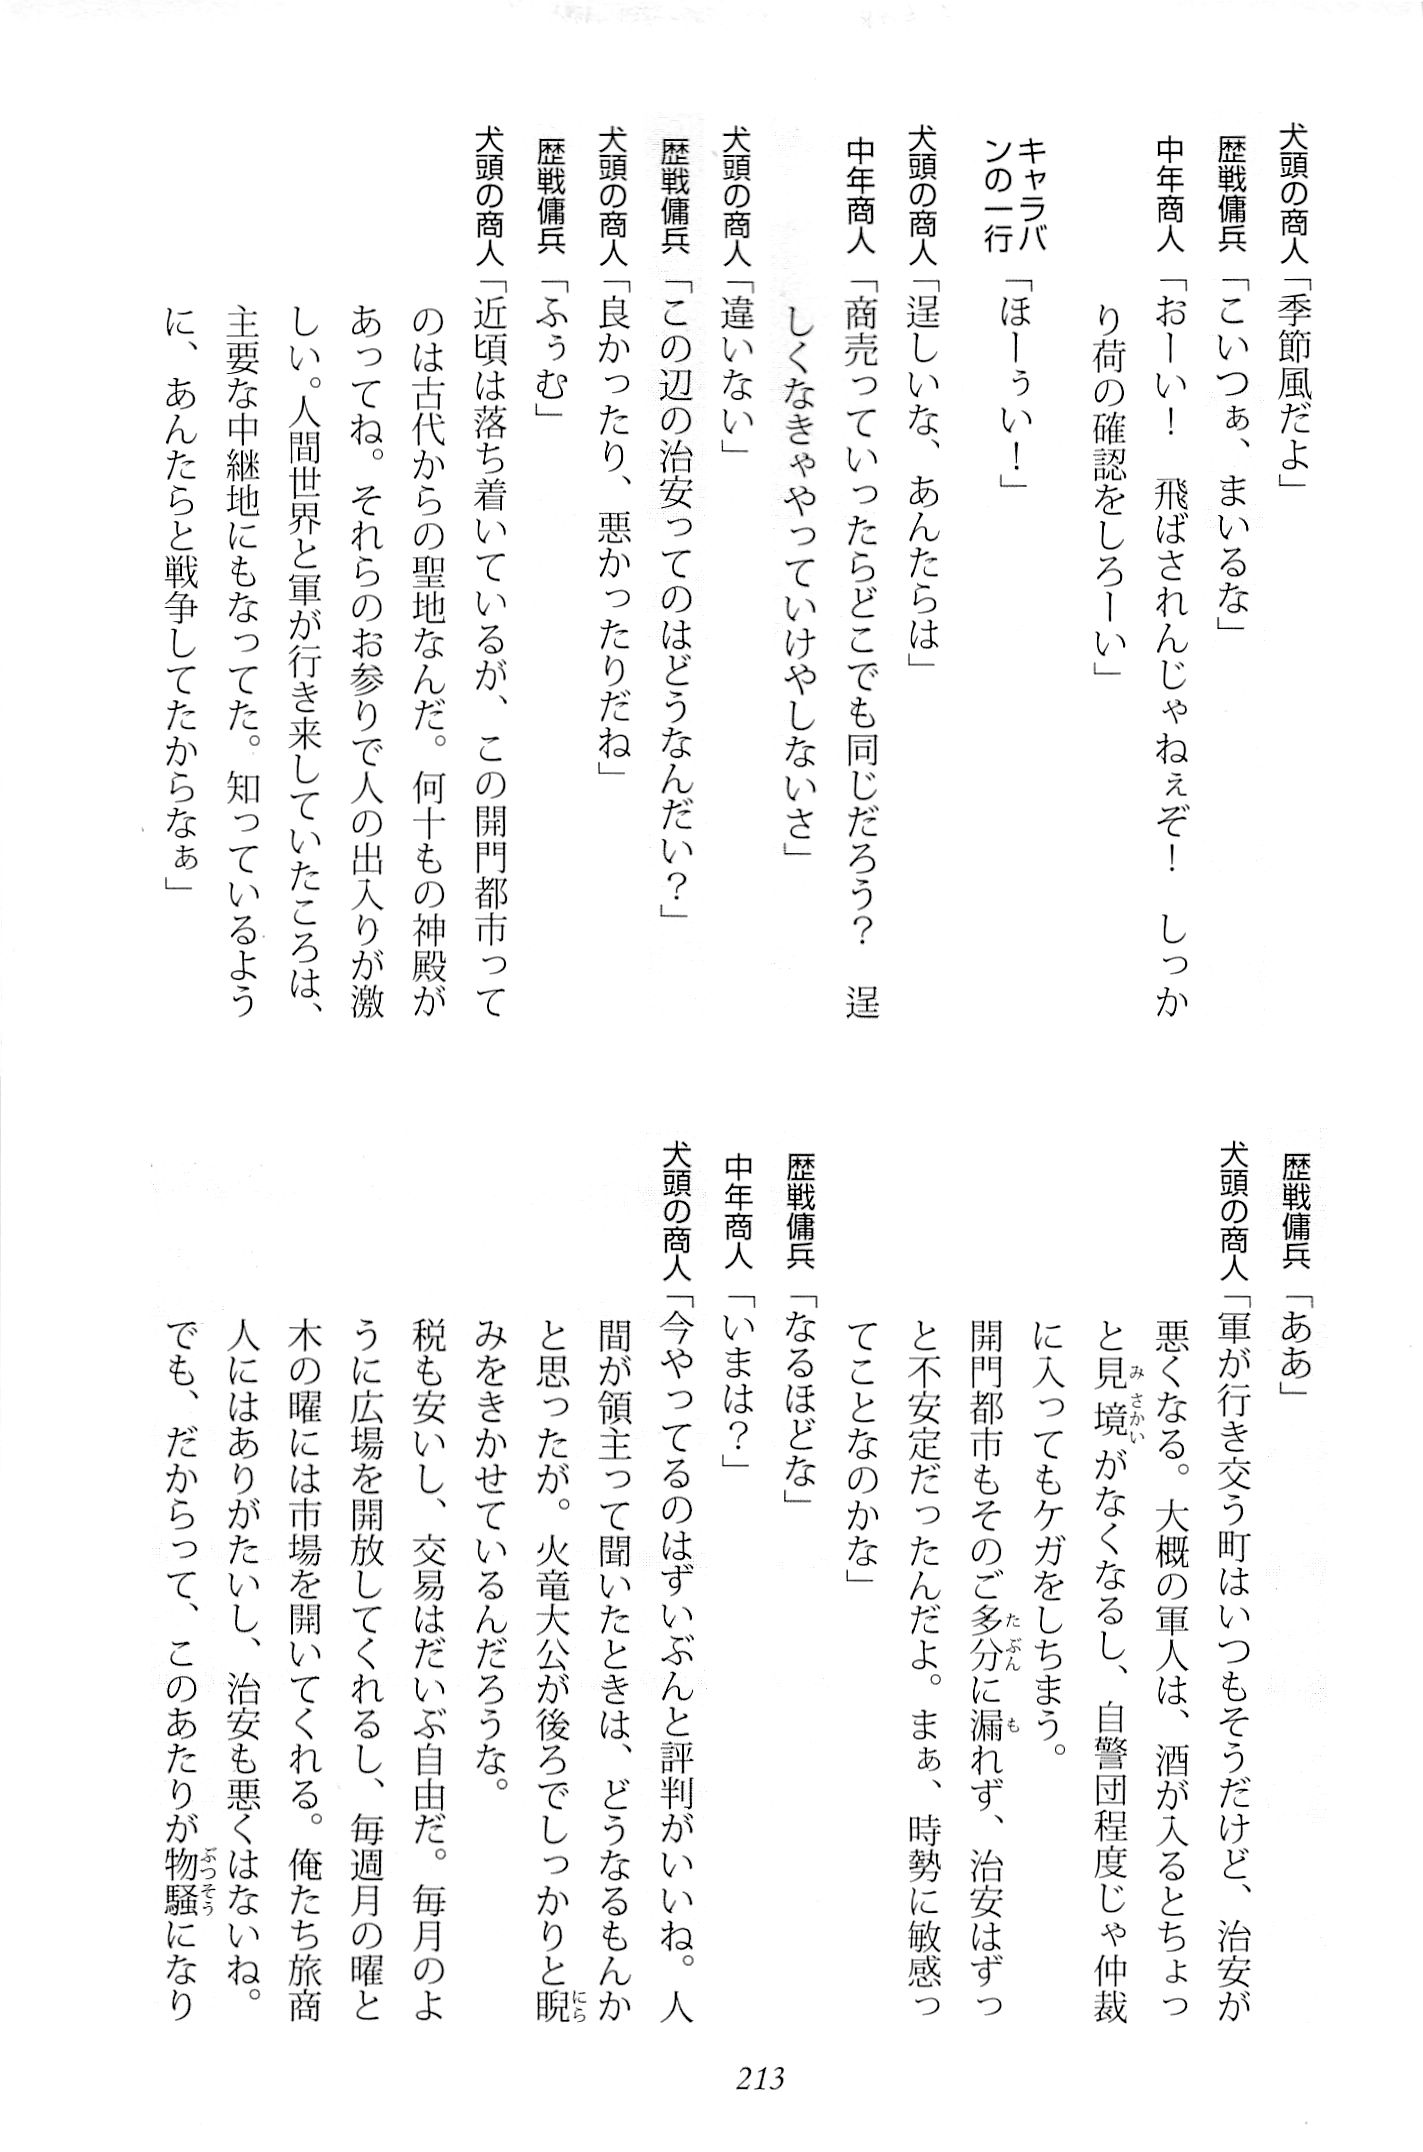 犬頭の商人「季節風だよ」
歴戦傭兵「こいつぁ、まいるな」
中年商人「おーい！　飛ばされんじゃねぇぞ！　しっか
り荷の確認をしろーい」
キャラバ
ンの一行「ほーぅい！」
犬頭の商人「逞しいな、あんたらは」
中年商人「商売っていったらどこでも同じだろう？　逞
しくなきゃやっていけやしないさ」
犬頭の商人「違いない」
歴戦傭兵「この辺の治安ってのはどうなんだい？」
犬頭の商人「良かったり、悪かったりだね」
歴戦傭兵「ふぅむ」
犬頭の商人「近頃は落ち着いているが、この開門都市って
のは古代からの聖地なんだ。何十もの神殿が
あってね。それらのお参りで人の出入りが激
しい。人間世界と軍が行き来していたころは、
主要な中継地にもなってた。知っているよう
に、あんたらと戦争してたからなぁ」
歴戦傭兵「ああ」
犬頭の商人「軍が行き交う町はいつもそうだけど、治安が
悪くなる。大概の軍人は、酒が入るとちょっ
と見境がなくなるし、自警団程度じゃ仲裁
に入ってもケガをしちまう。
開門都市もそのご多分に漏れず、治安はずっ
と不安定だったんだよ。まぁ、時勢に敏感っ
てことなのかな」
歴戦傭兵「なるほどな」
中年商人「いまは？」
犬頭の商人「今やってるのはずいぶんと評判がいいね。人
間が領主って聞いたときは、どうなるもんか
と思ったが。火竜大公が後ろでしっかりと睨
みをきかせているんだろうな。
税も安いし、交易はだいぶ自由だ。毎月のよ
うに広場を開放してくれるし、毎週月の曜と
木の曜には市場を開いてくれる。俺たち旅商
人にはありがたいし、治安も悪くはないね。
でも、だからって、このあたりが物騒になり
213